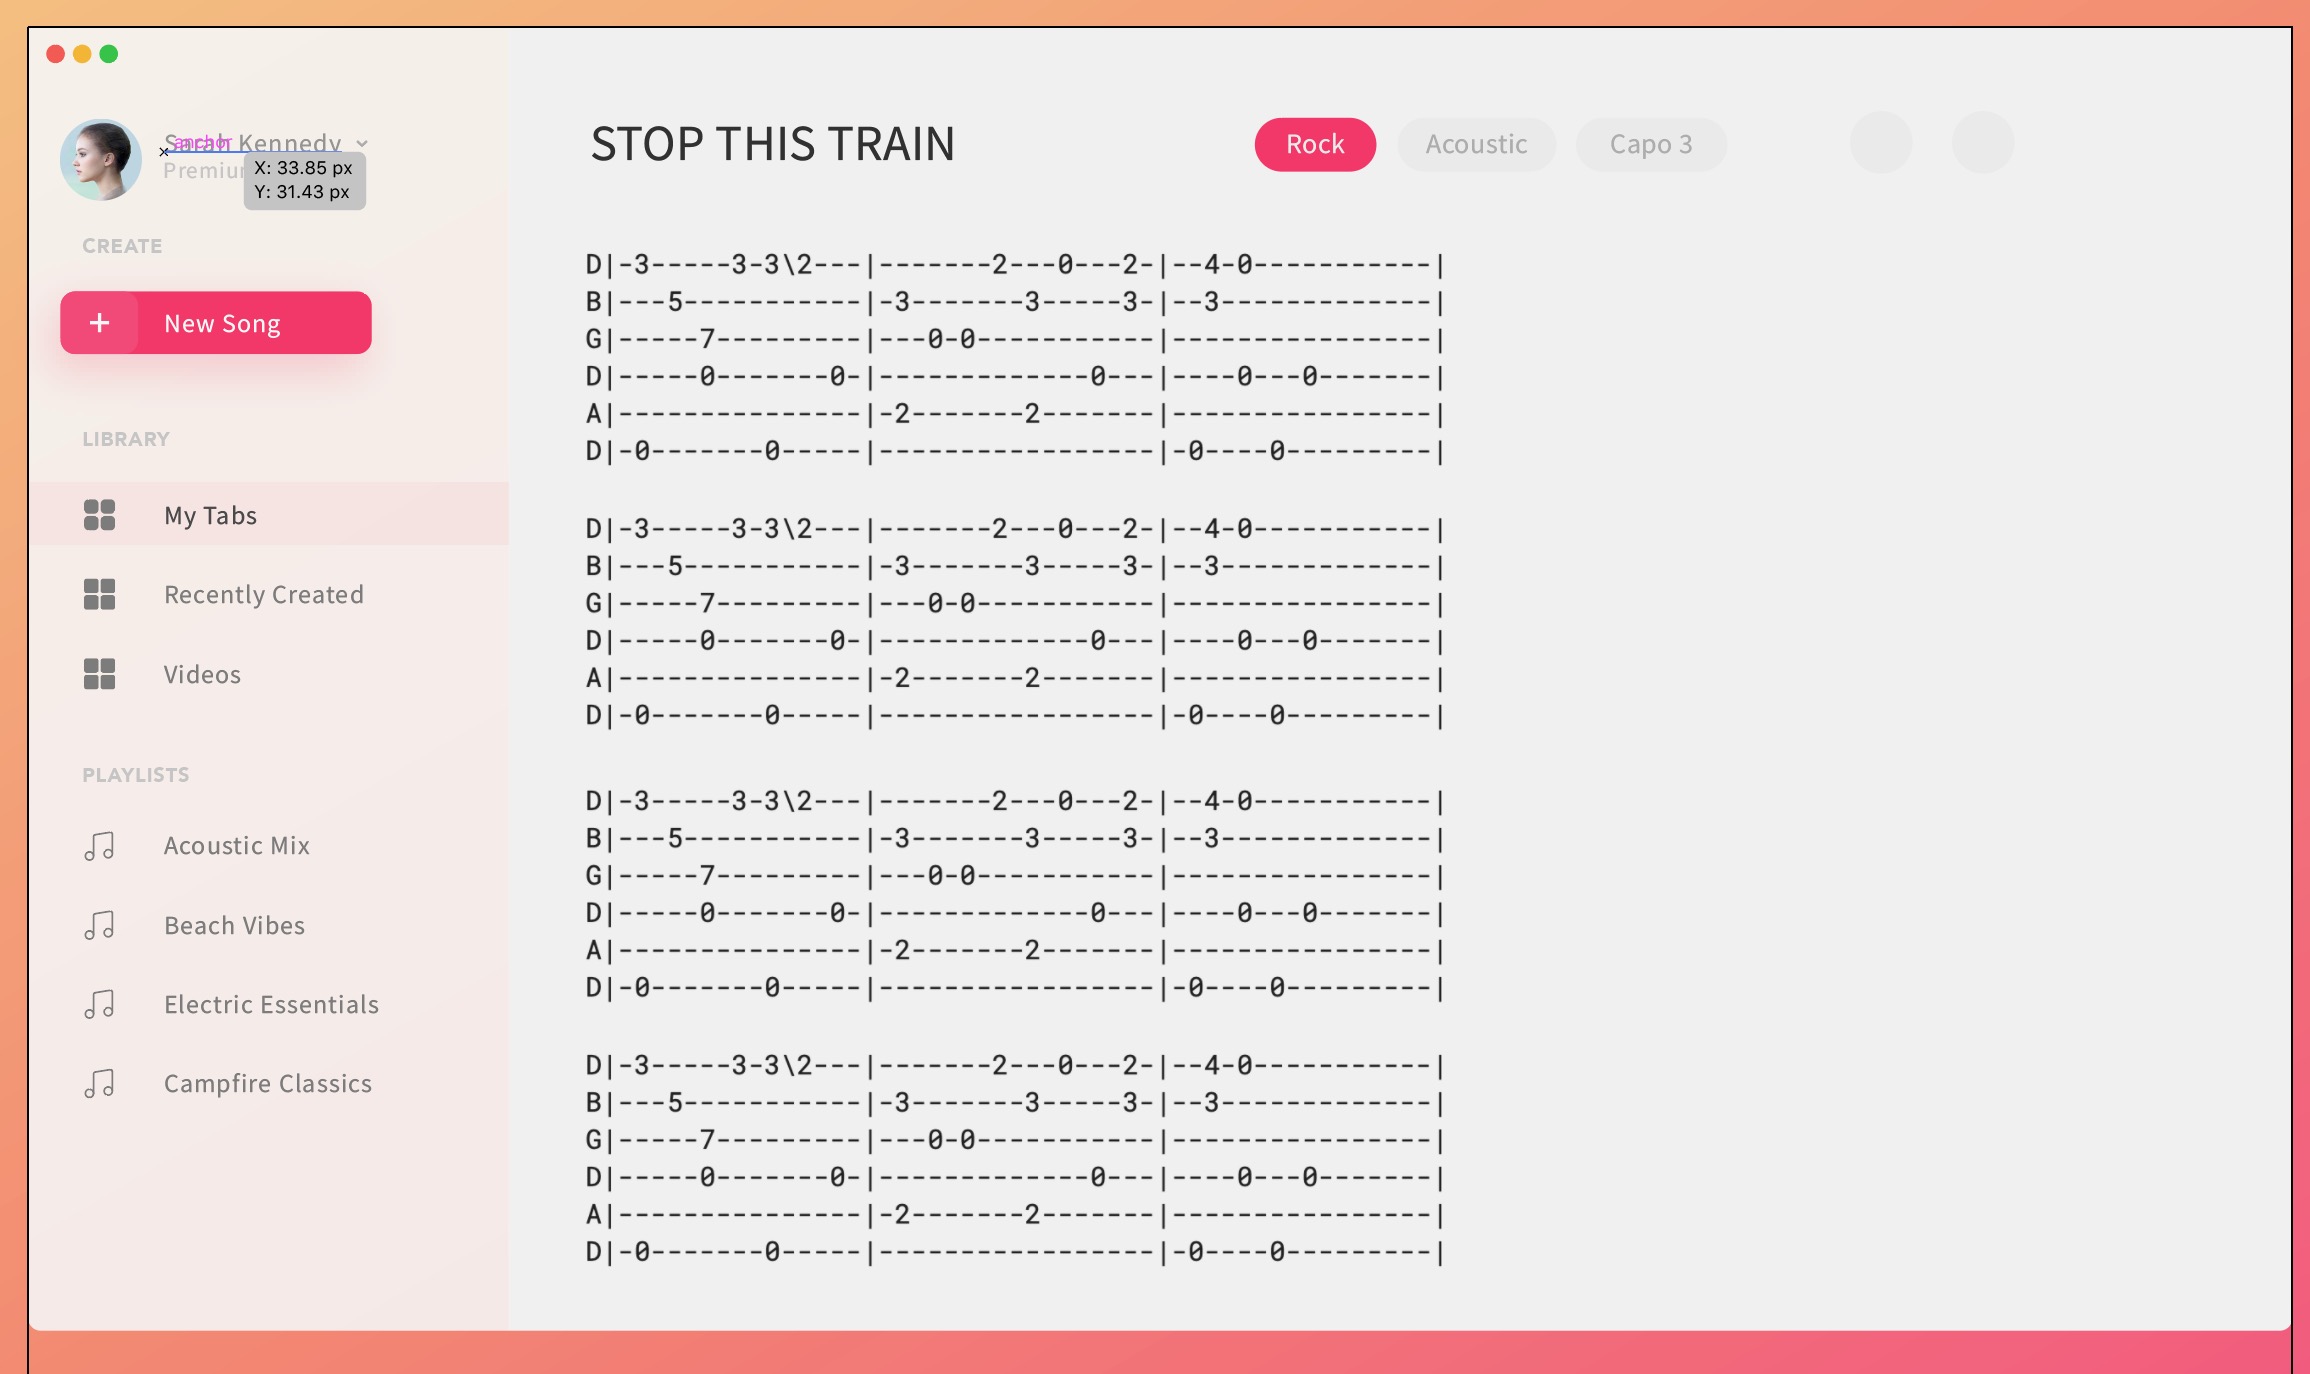 Sarah Kennedy
anchor
Premium
X: 33.85 px
Y: 31.43 px
CREATE
+ New Song
LIBRARY
My Tabs
Recently Created
Videos
PLAYLISTS
Acoustic Mix
Beach Vibes
Electric Essentials
Campfire Classics
STOP THIS TRAIN
Rock
Acoustic
Capo 3
D|-3-----3-3\2---|-------2---0---2-|--4-0-----------|
B|---5-----------|-3-------3-----3-|--3-------------|
G|-----7---------|---0-0-----------|----------------|
D|-----0-------0-|-------------0---|----0---0-------|
A|---------------|-2-------2-------|----------------|
D|-0-------0-----|-----------------|-0----0---------|
D|-3-----3-3\2---|-------2---0---2-|--4-0-----------|
B|---5-----------|-3-------3-----3-|--3-------------|
G|-----7---------|---0-0-----------|----------------|
D|-----0-------0-|-------------0---|----0---0-------|
A|---------------|-2-------2-------|----------------|
D|-0-------0-----|-----------------|-0----0---------|
D|-3-----3-3\2---|-------2---0---2-|--4-0-----------|
B|---5-----------|-3-------3-----3-|--3-------------|
G|-----7---------|---0-0-----------|----------------|
D|-----0-------0-|-------------0---|----0---0-------|
A|---------------|-2-------2-------|----------------|
D|-0-------0-----|-----------------|-0----0---------|
D|-3-----3-3\2---|-------2---0---2-|--4-0-----------|
B|---5-----------|-3-------3-----3-|--3-------------|
G|-----7---------|---0-0-----------|----------------|
D|-----0-------0-|-------------0---|----0---0-------|
A|---------------|-2-------2-------|----------------|
D|-0-------0-----|-----------------|-0----0---------|